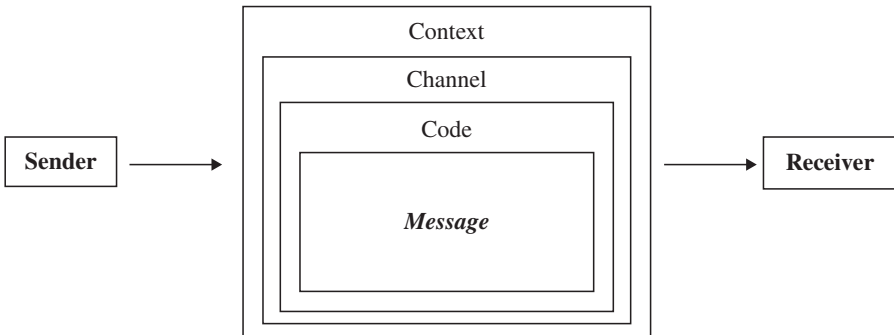 Context
Channel
Code
Sender
Message
Receiver